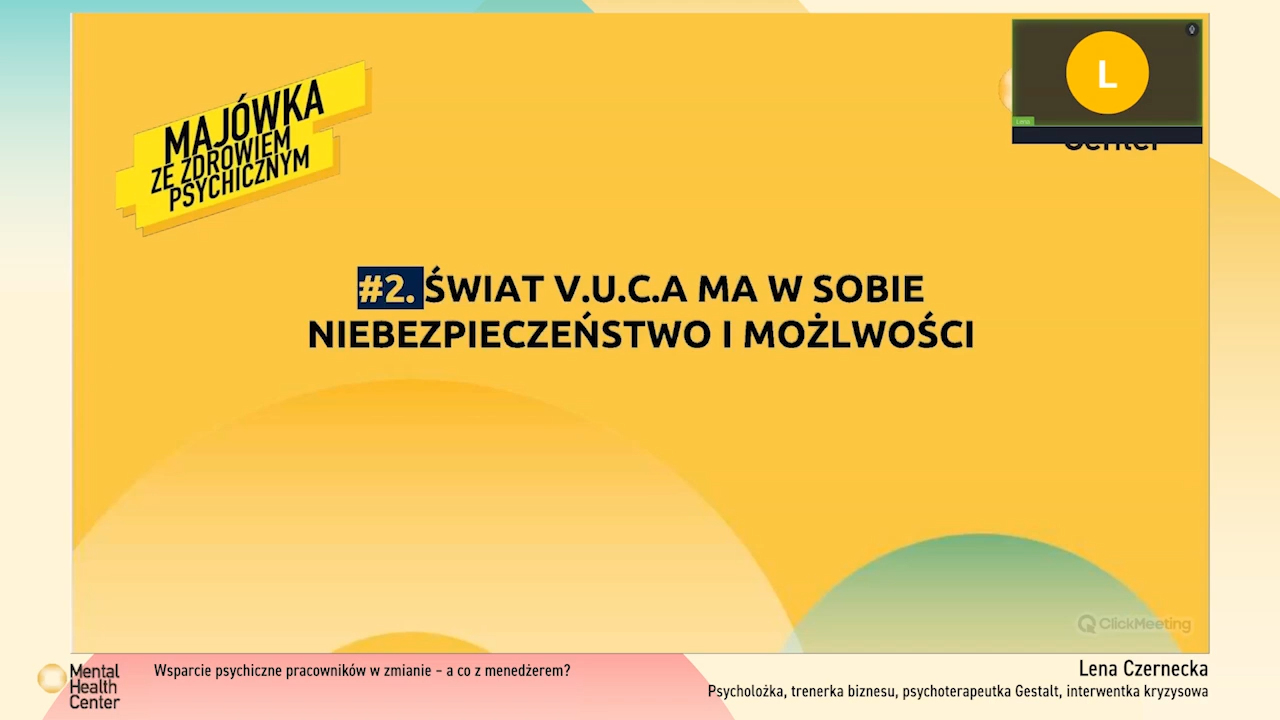 MAJÓWKA
ZE ZDROWIEM
PSYCHICZNYM
L
Lena
Center
#2. ŚWIAT V.U.C.A MA W SOBIE
NIEBEZPIECZEŃSTWO I MOŻLWOŚCI
ClickMeeting
Mental
Health
Center
Wsparcie psychiczne pracowników w zmianie – a co z menedżerem?
Lena Czernecka
Psycholożka, trenerka biznesu, psychoterapeutka Gestalt, interwentka kryzysowa